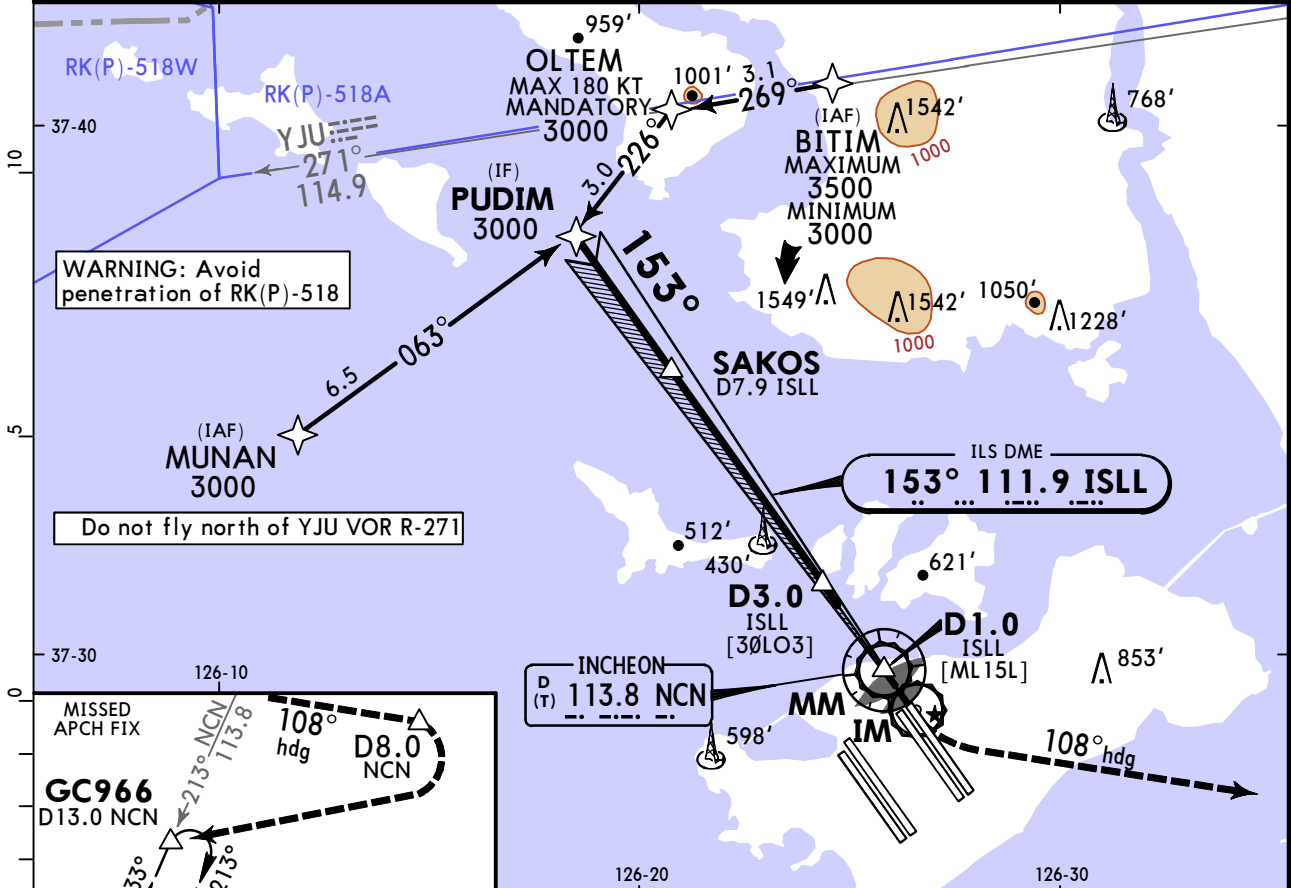 959'
RK(P)-518W
OLTEM
MAX 180 KT
MANDATORY
3000
1001'
3.1
269°
RK(P)-518A
1542'
1000
768'
37-40
10
YJU
271°
114.9
226°
3.0
(IAF)
BITIM
MAXIMUM
3500
MINIMUM
3000
(IF)
PUDIM
3000
153°
WARNING: Avoid
penetration of RK(P)-518
1549'
1542'
1000
1050'
1228'
063°
6.5
SAKOS
D7.9 ISLL
5
(IAF)
MUNAN
3000
ILS DME
153° 111.9 ISLL
Do not fly north of YJU VOR R-271
512'
430'
621'
D3.0
ISLL
[30LO3]
D1.0
ISLL
[ML15L]
37-30
126-10
INCHEON
D
(T) 113.8 NCN
853'
MM
IM
598'
108° hdg
0
MISSED
APCH FIX
213° NCN
113.8
108°
hdg
D8.0
NCN
GC966
D13.0 NCN
33°
213°
126-20
126-30